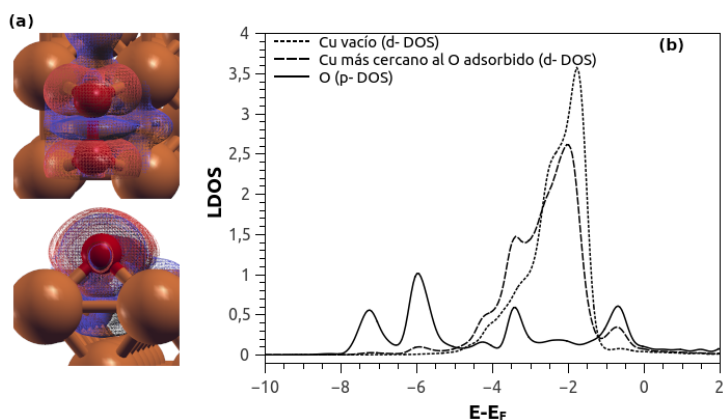 (a)
(b)
Cu vacío (d- DOS)
Cu más cercano al O adsorbido (d- DOS)
O (p- DOS)
LDOS
4
3,5
3
2,5
2
1,5
1
0,5
0
−10
−8
−6
−4
−2
0
2
E-EF